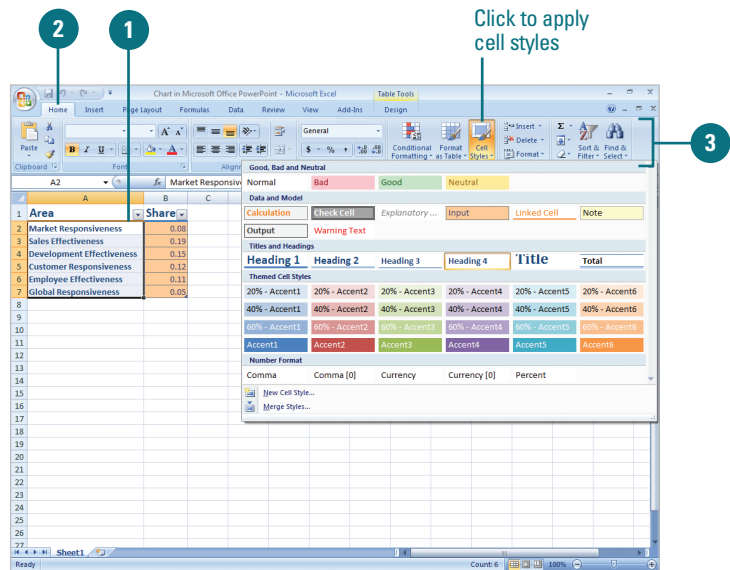 Click to apply
cell styles
2
1
3
Chart in Microsoft Office PowerPoint - Microsoft Excel
Table Tools
Home Insert Page Layout Formulas Data Review View Add-Ins Design
Paste
B I U
A A
General
$ % ,
Conditional Formatting
Format as Table
Cell Styles
Insert
Delete
Format
Σ
Sort & Filter
Find & Select
Clipboard Font
A2 fx Market Responsiv
A B C
1 Area Share
2 Market Responsiveness 0.08
3 Sales Effectiveness 0.19
4 Development Effectiveness 0.15
5 Customer Responsiveness 0.12
6 Employee Effectiveness 0.11
7 Global Responsiveness 0.05
8
9
10
11
12
13
14
15
16
17
18
19
20
21
22
23
24
25
26
27
Good, Bad and Neutral
Normal Bad Good Neutral
Data and Model
Calculation Check Cell Explanatory ... Input Linked Cell Note
Output Warning Text
Titles and Headings
Heading 1 Heading 2 Heading 3 Heading 4 Title Total
Themed Cell Styles
20% - Accent1 20% - Accent2 20% - Accent3 20% - Accent4 20% - Accent5 20% - Accent6
40% - Accent1 40% - Accent2 40% - Accent3 40% - Accent4 40% - Accent5 40% - Accent6
60% - Accent1 60% - Accent2 60% - Accent3 60% - Accent4 60% - Accent5 60% - Accent6
Accent1 Accent2 Accent3 Accent4 Accent5 Accent6
Number Format
Comma Comma [0] Currency Currency [0] Percent
New Cell Style...
Merge Styles...
Sheet1
Ready Count: 6 100%